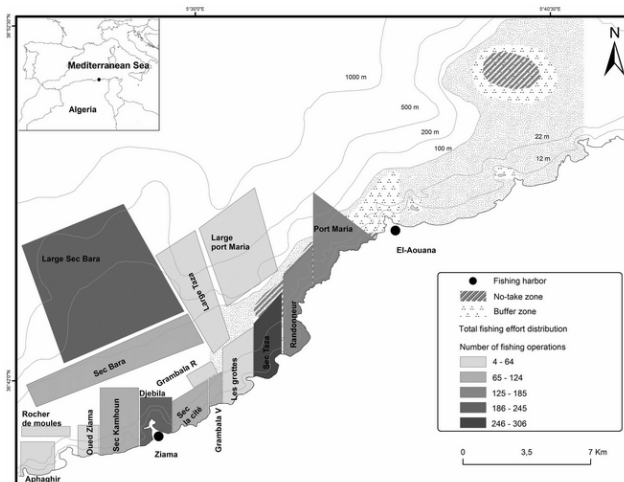 5°30'0"E
5°40'30"E
36°52'30"N
Mediterranean Sea
Algeria
N
1000 m
500 m
200 m
100 m
22 m
12 m
Large Sec Bara
Large Taza
Large
port Maria
Port Maria
El-Aouana
Sec Bara
Grambala R
Les grottes
Sec Taza
Randonneur
36°42'0"N
Rocher
de moules
Oued Ziama
Sec Kamhoun
Djebila
Sec
la cité
Grambala V
Ziama
Aphaghir
Fishing harbor
No-take zone
Buffer zone
Total fishing effort distribution
Number of fishing operations
4 - 64
65 - 124
125 - 185
186 - 245
246 - 306
0
3,5
7 Km